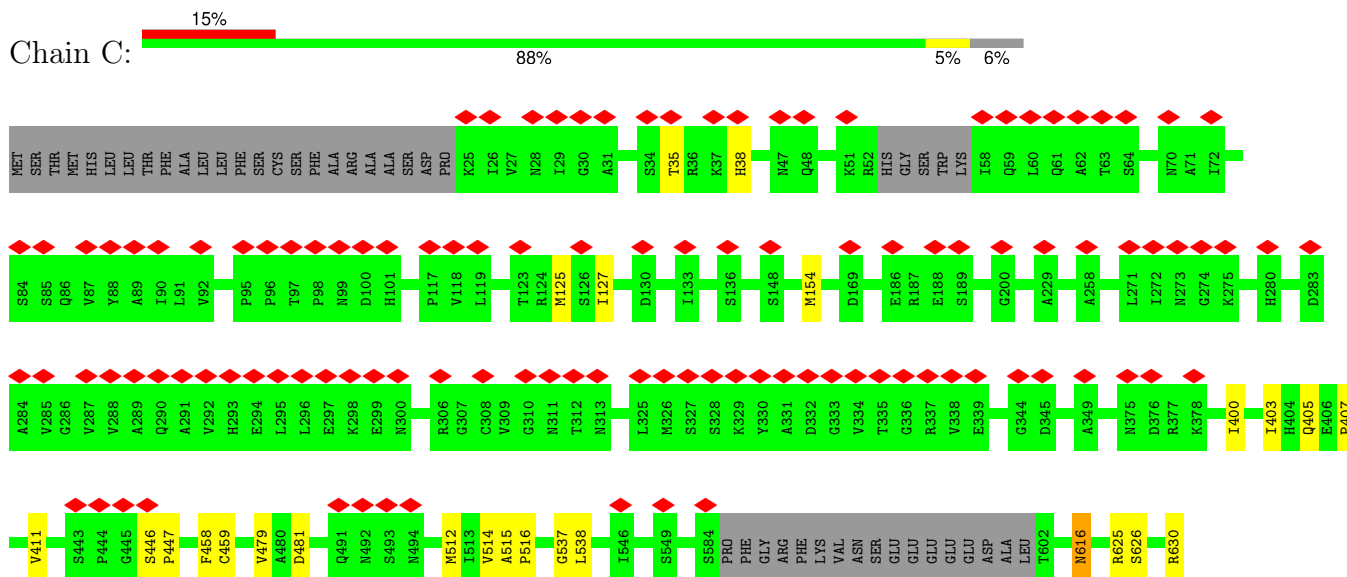 15%
Chain C:
88% 5% 6%
MET SER THR MET HIS LEU LEU THR PHE ALA LEU LEU PHE SER CYS SER PHE ALA ARG ALA ALA SER ASP PRO K25 I26 V27 N28 I29 G30 A31 S34 T35 R36 K37 H38 N47 Q48 K51 R52 HIS GLY SER TRP LYS I58 Q59 L60 Q61 A62 T63 S64 N70 A71 I72
S84 S85 Q86 V87 Y88 A89 I90 L91 V92 P95 P96 T97 P98 N99 D100 H101 P117 V118 L119 T123 R124 M125 S126 I127 D130 I133 S136 S148 M154 D169 E186 R187 E188 S189 G200 A229 A258 L271 I272 N273 G274 K275 H280 D283
A284 V285 G286 V287 V288 A289 Q290 A291 V292 H293 E294 L295 L296 E297 K298 E299 N300 R306 G307 C308 V309 G310 N311 T312 N313 L325 M326 S327 S328 K329 Y330 A331 D332 G333 V334 T335 G336 R337 V338 E339 G344 D345 A349 N375 D376 R377 K378 I400 I403 H404 Q405 E406 P407
V411 S443 P444 G445 S446 P447 F458 C459 V479 A480 D481 Q491 N492 S493 N494 M512 I513 V514 A515 P516 G537 L538 I546 S549 S584 PRO PHE GLY ARG PHE LYS VAL ASN SER GLU GLU GLU GLU GLU ASP ALA LEU T602 N616 R625 S626 R630